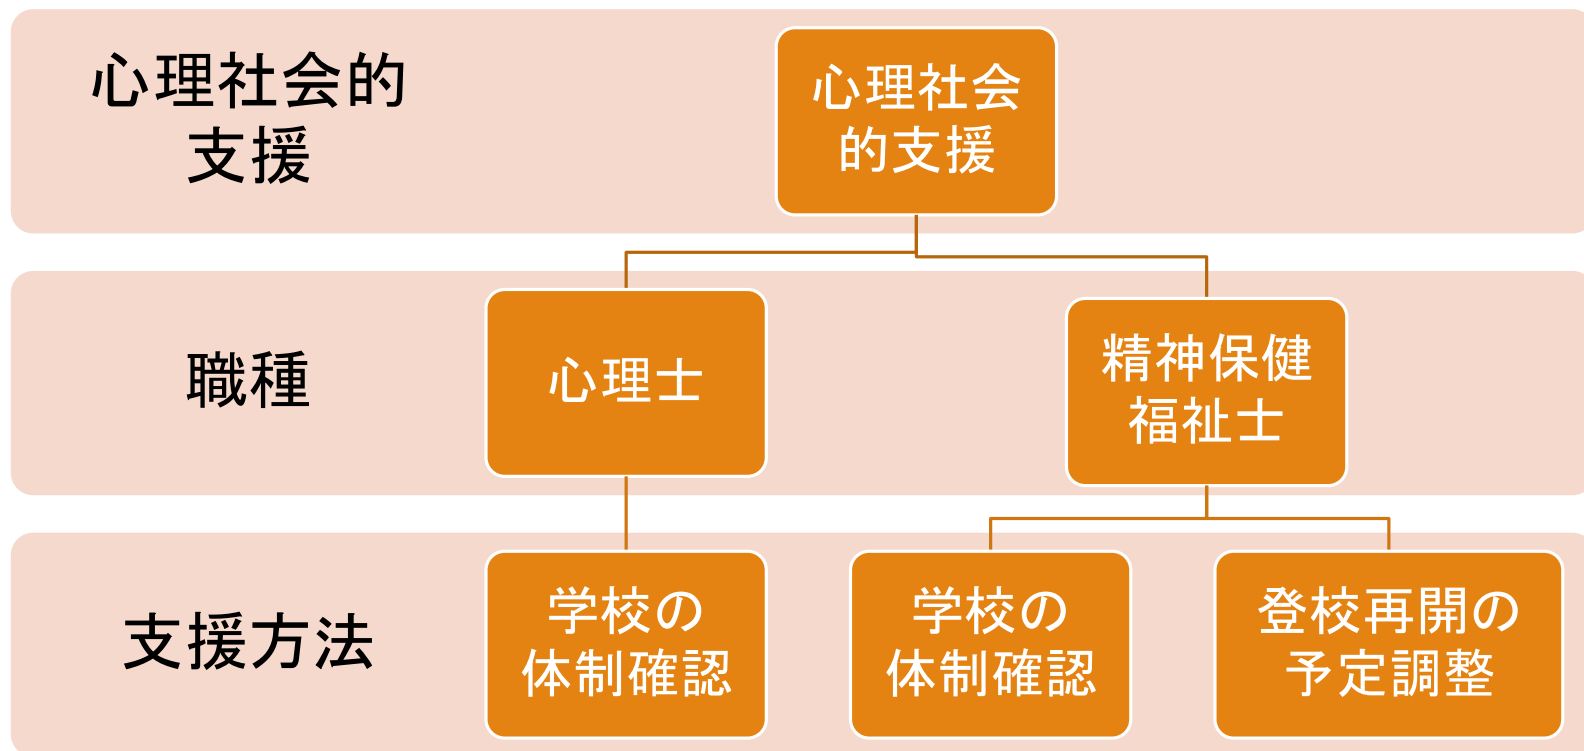 心理社会的
支援
心理社会
的支援
職種
心理士
精神保健
福祉士
支援方法
学校の
体制確認
学校の
体制確認
登校再開の
予定調整